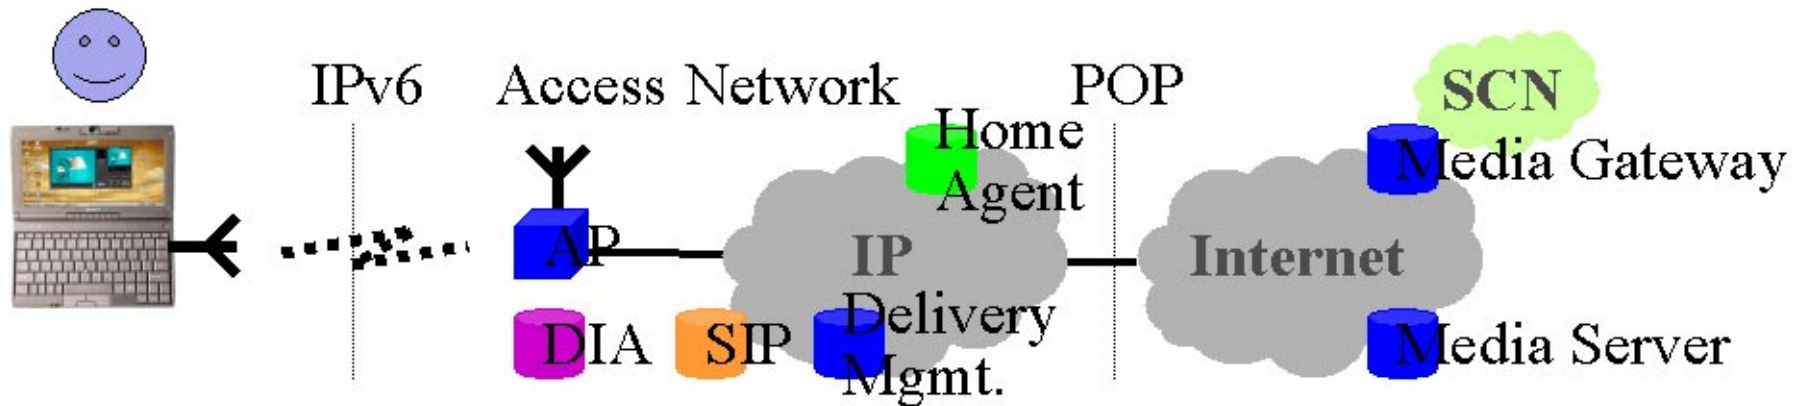 IPv6
Access Network
POP
SCN
Home
Agent
Media Gateway
AP
IP
Internet
DIA
SIP
Delivery
Mgmt.
Media Server